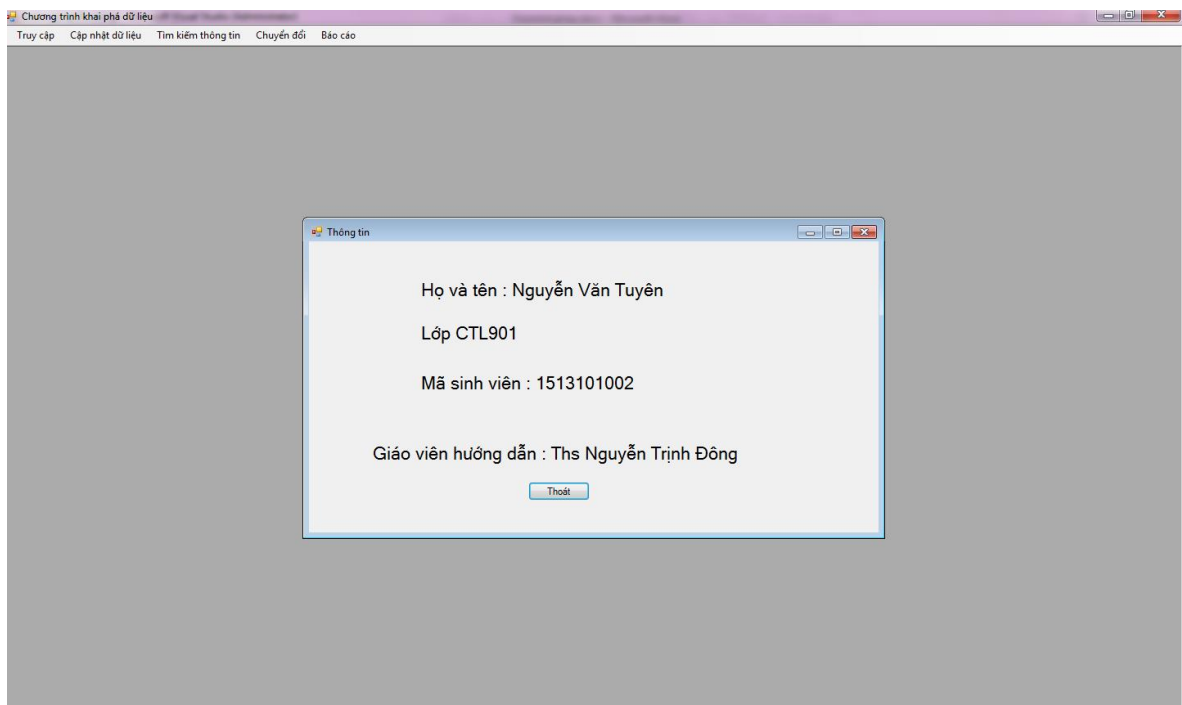 Chương trình khai phá dữ liệu
Truy cập Cập nhật dữ liệu Tìm kiếm thông tin Chuyển đổi Báo cáo
Thông tin
Họ và tên : Nguyễn Văn Tuyên
Lớp CTL901
Mã sinh viên : 1513101002
Giáo viên hướng dẫn : Ths Nguyễn Trịnh Đông
Thoát